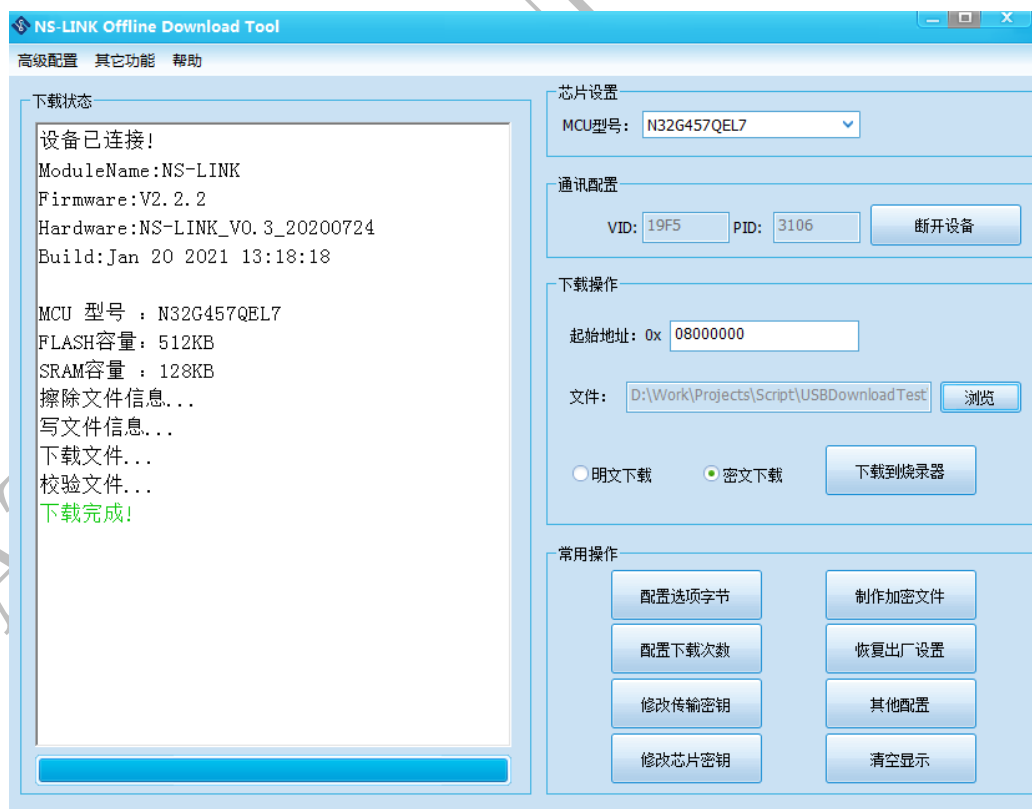 NS-LINK Offline Download Tool
高级配置 其它功能 帮助
下载状态
设备已连接!
ModuleName:NS-LINK
Firmware:V2.2.2
Hardware:NS-LINK_V0.3_20200724
Build:Jan 20 2021 13:18:18
MCU 型号 : N32G457QEL7
FLASH容量: 512KB
SRAM容量 : 128KB
擦除文件信息...
写文件信息...
下载文件...
校验文件...
下载完成!
芯片设置
MCU型号: N32G457QEL7
通讯配置
VID: 19F5 PID: 3106 断开设备
下载操作
起始地址: 0x 08000000
文件: D:\Work\Projects\Script\USBDownloadTest 浏览
明文下载 密文下载 下载到烧录器
常用操作
配置选项字节 制作加密文件
配置下载次数 恢复出厂设置
修改传输密钥 其他配置
修改芯片密钥 清空显示